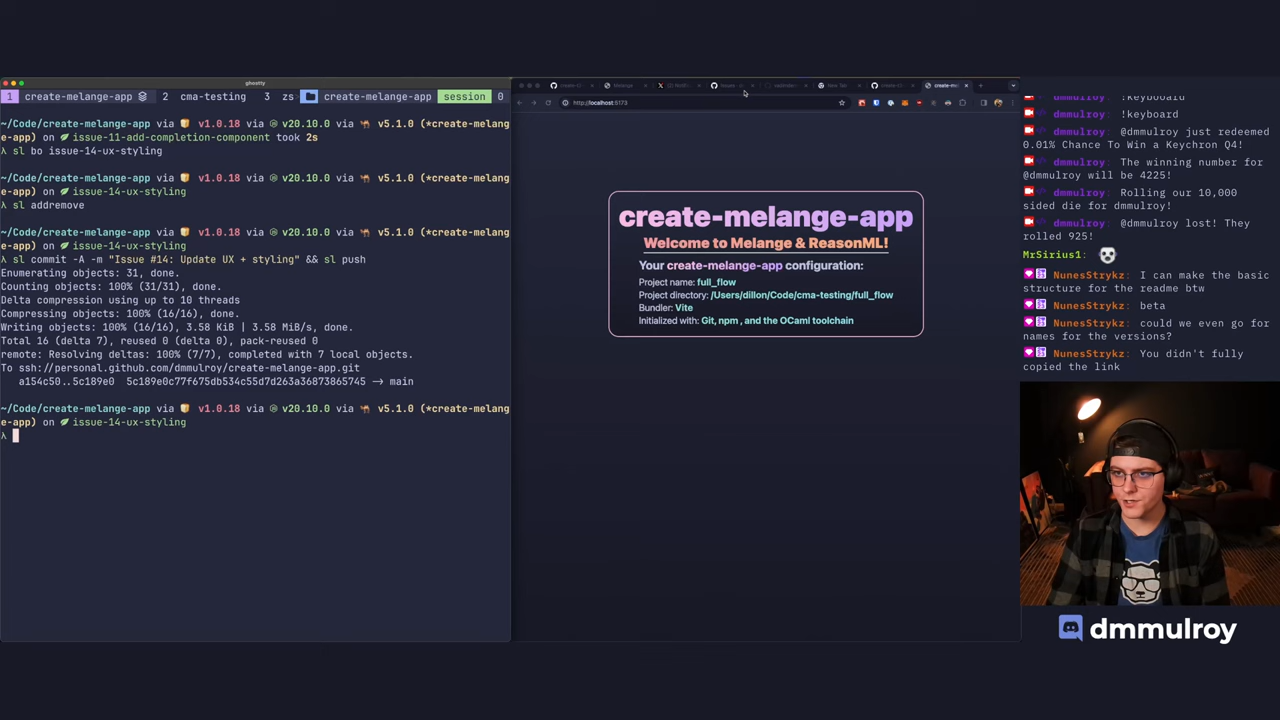 ghostty
1 create-melange-app 2 cma-testing 3 zs create-melange-app session 0
~/Code/create-melange-app via v1.0.18 via v20.10.0 via v5.1.0 (*create-melang
e-app) on issue-11-add-completion-component took 2s
λ sl bo issue-14-ux-styling
~/Code/create-melange-app via v1.0.18 via v20.10.0 via v5.1.0 (*create-melang
e-app) on issue-14-ux-styling
λ sl addremove
~/Code/create-melange-app via v1.0.18 via v20.10.0 via v5.1.0 (*create-melang
e-app) on issue-14-ux-styling
λ sl commit -A -m "Issue #14: Update UX + styling" && sl push
Enumerating objects: 31, done.
Counting objects: 100% (31/31), done.
Delta compression using up to 10 threads
Compressing objects: 100% (16/16), done.
Writing objects: 100% (16/16), 3.58 KiB | 3.58 MiB/s, done.
Total 16 (delta 7), reused 0 (delta 0), pack-reused 0
remote: Resolving deltas: 100% (7/7), completed with 7 local objects.
To ssh://personal.github.com/dmmulroy/create-melange-app.git
a154c50..5c189e0 5c189e0c77f675db534c55d7d263a36873865745 -> main
~/Code/create-melange-app via v1.0.18 via v20.10.0 via v5.1.0 (*create-melang
e-app) on issue-14-ux-styling
λ
http://localhost:5173
create-melange-app
Welcome to Melange & ReasonML!
Your create-melange-app configuration:
Project name: full_flow
Project directory: /Users/dillon/Code/cma-testing/full_flow
Bundler: Vite
Initialized with: Git, npm , and the OCaml toolchain
dmmulroy: !keyboard
dmmulroy: !keyboard
dmmulroy: @dmmulroy just redeemed
0.01% Chance To Win a Keychron Q4!
dmmulroy: The winning number for
@dmmulroy will be 4225!
dmmulroy: Rolling our 10,000
sided die for dmmulroy!
dmmulroy: @dmmulroy lost! They
rolled 925!
MrSirius1:
NunesStrykz: I can make the basic
structure for the readme btw
NunesStrykz: beta
NunesStrykz: could we even go for
names for the versions?
NunesStrykz: You didn't fully
copied the link
dmmulroy